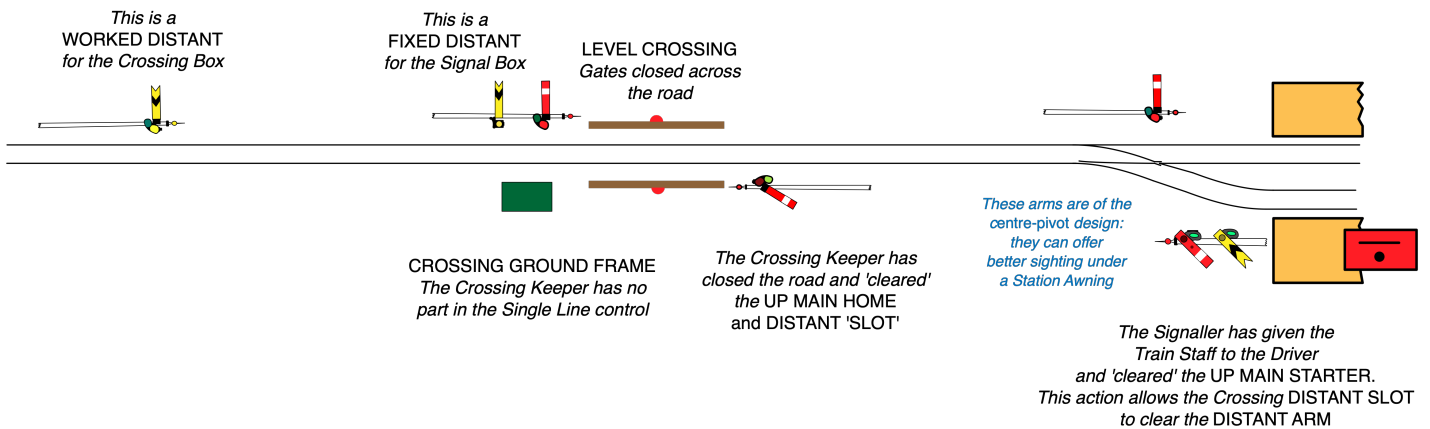 This is a
WORKED DISTANT
for the Crossing Box
This is a
FIXED DISTANT
for the Signal Box
LEVEL CROSSING
Gates closed across
the road
These arms are of the
centre-pivot design:
they can offer
better sighting under
a Station Awning
CROSSING GROUND FRAME
The Crossing Keeper has no
part in the Single Line control
The Crossing Keeper has
closed the road and 'cleared'
the UP MAIN HOME
and DISTANT 'SLOT'
The Signaller has given the
Train Staff to the Driver
and 'cleared' the UP MAIN STARTER.
This action allows the Crossing DISTANT SLOT
to clear the DISTANT ARM